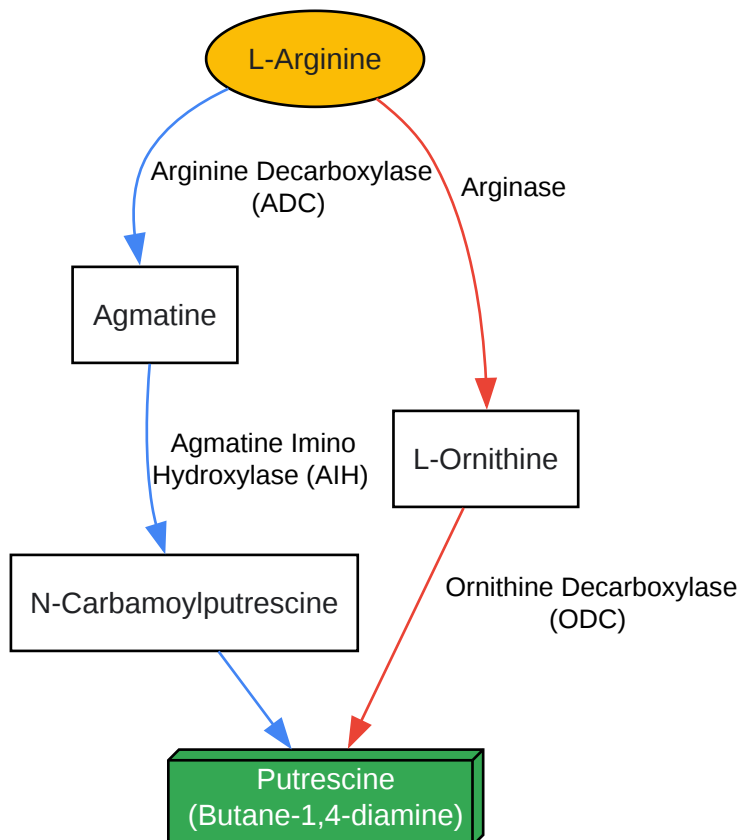 L-Arginine
Arginine Decarboxylase
(ADC)
Arginase
Agmatine
Agmatine Imino
Hydroxylase (AIH)
L-Ornithine
N-Carbamoylputrescine
Ornithine Decarboxylase
(ODC)
Putrescine
(Butane-1,4-diamine)